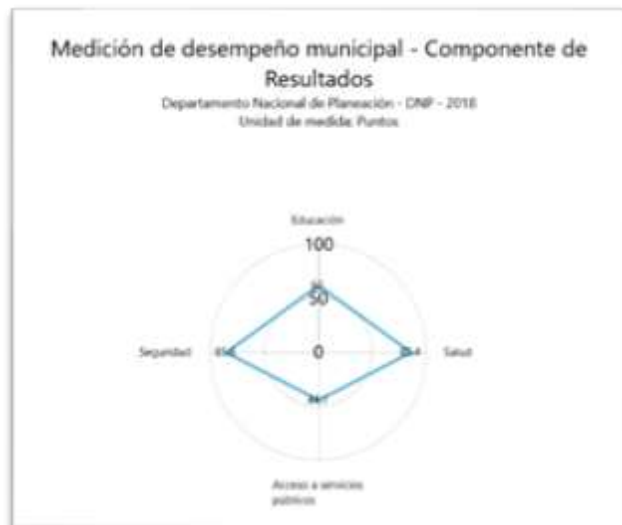 Medición de desempeño municipal - Componente de
Resultados
Departamento Nacional de Planeación - DNP - 2018
Unidad de medida: Puntos
Educación
100
50
Seguridad
0
Salud
Acceso a servicios
públicos